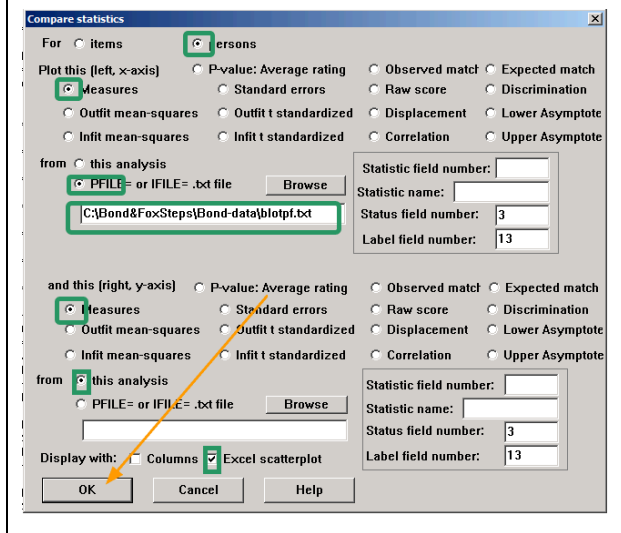 Compare statistics
For items persons
Plot this (left, x-axis) P-value: Average rating Observed match Expected match
Measures Standard errors Raw score Discrimination
Outfit mean-squares Outfit t standardized Displacement Lower Asymptote
Infit mean-squares Infit t standardized Correlation Upper Asymptote
from this analysis
PFILE= or IFILE= .txt file Browse
C:\Bond&FoxSteps\Bond-data\blotpf.txt
Statistic field number:
Statistic name:
Status field number: 3
Label field number: 13
and this (right, y-axis) P-value: Average rating Observed match Expected match
Measures Standard errors Raw score Discrimination
Outfit mean-squares Outfit t standardized Displacement Lower Asymptote
Infit mean-squares Infit t standardized Correlation Upper Asymptote
from this analysis
PFILE= or IFILE= .txt file Browse
Statistic field number:
Statistic name:
Status field number: 3
Label field number: 13
Display with: Columns Excel scatterplot
OK Cancel Help